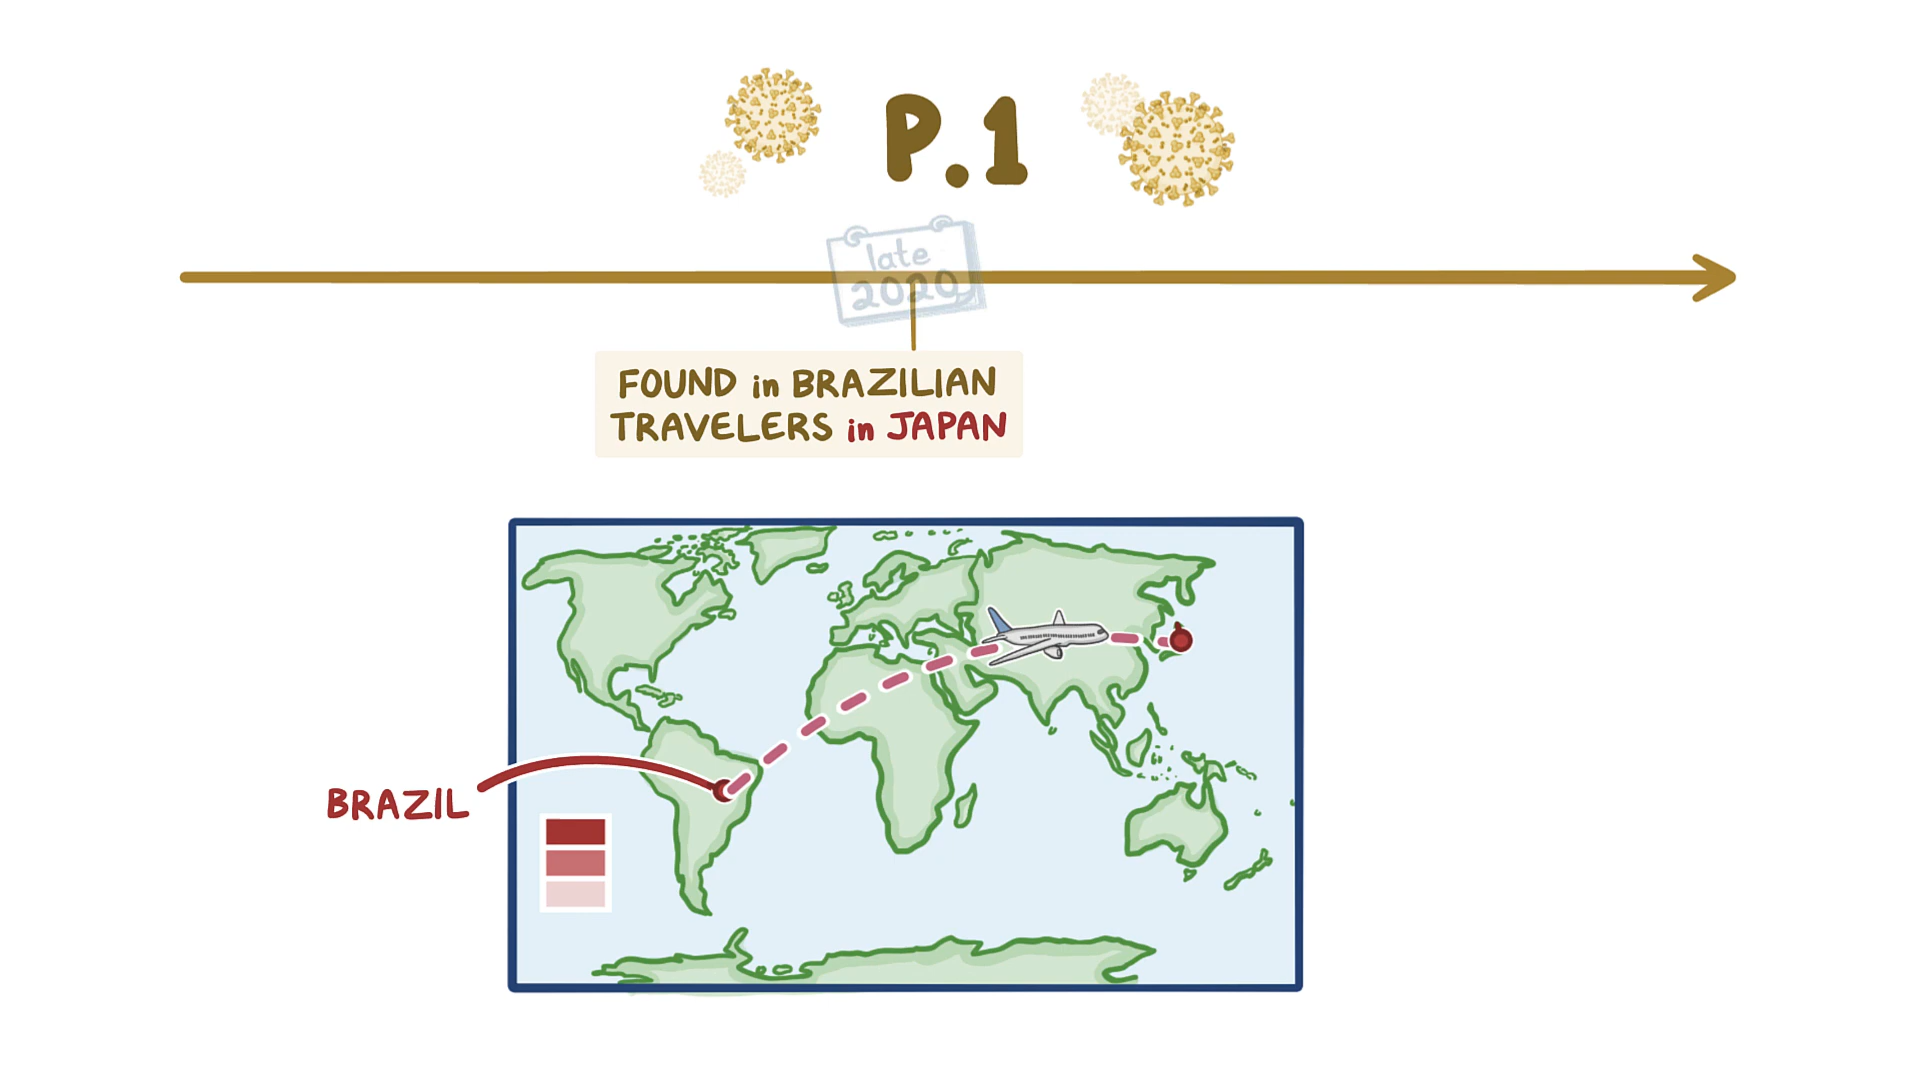 P.1
late
2020
FOUND in BRAZILIAN
TRAVELERS in JAPAN
BRAZIL